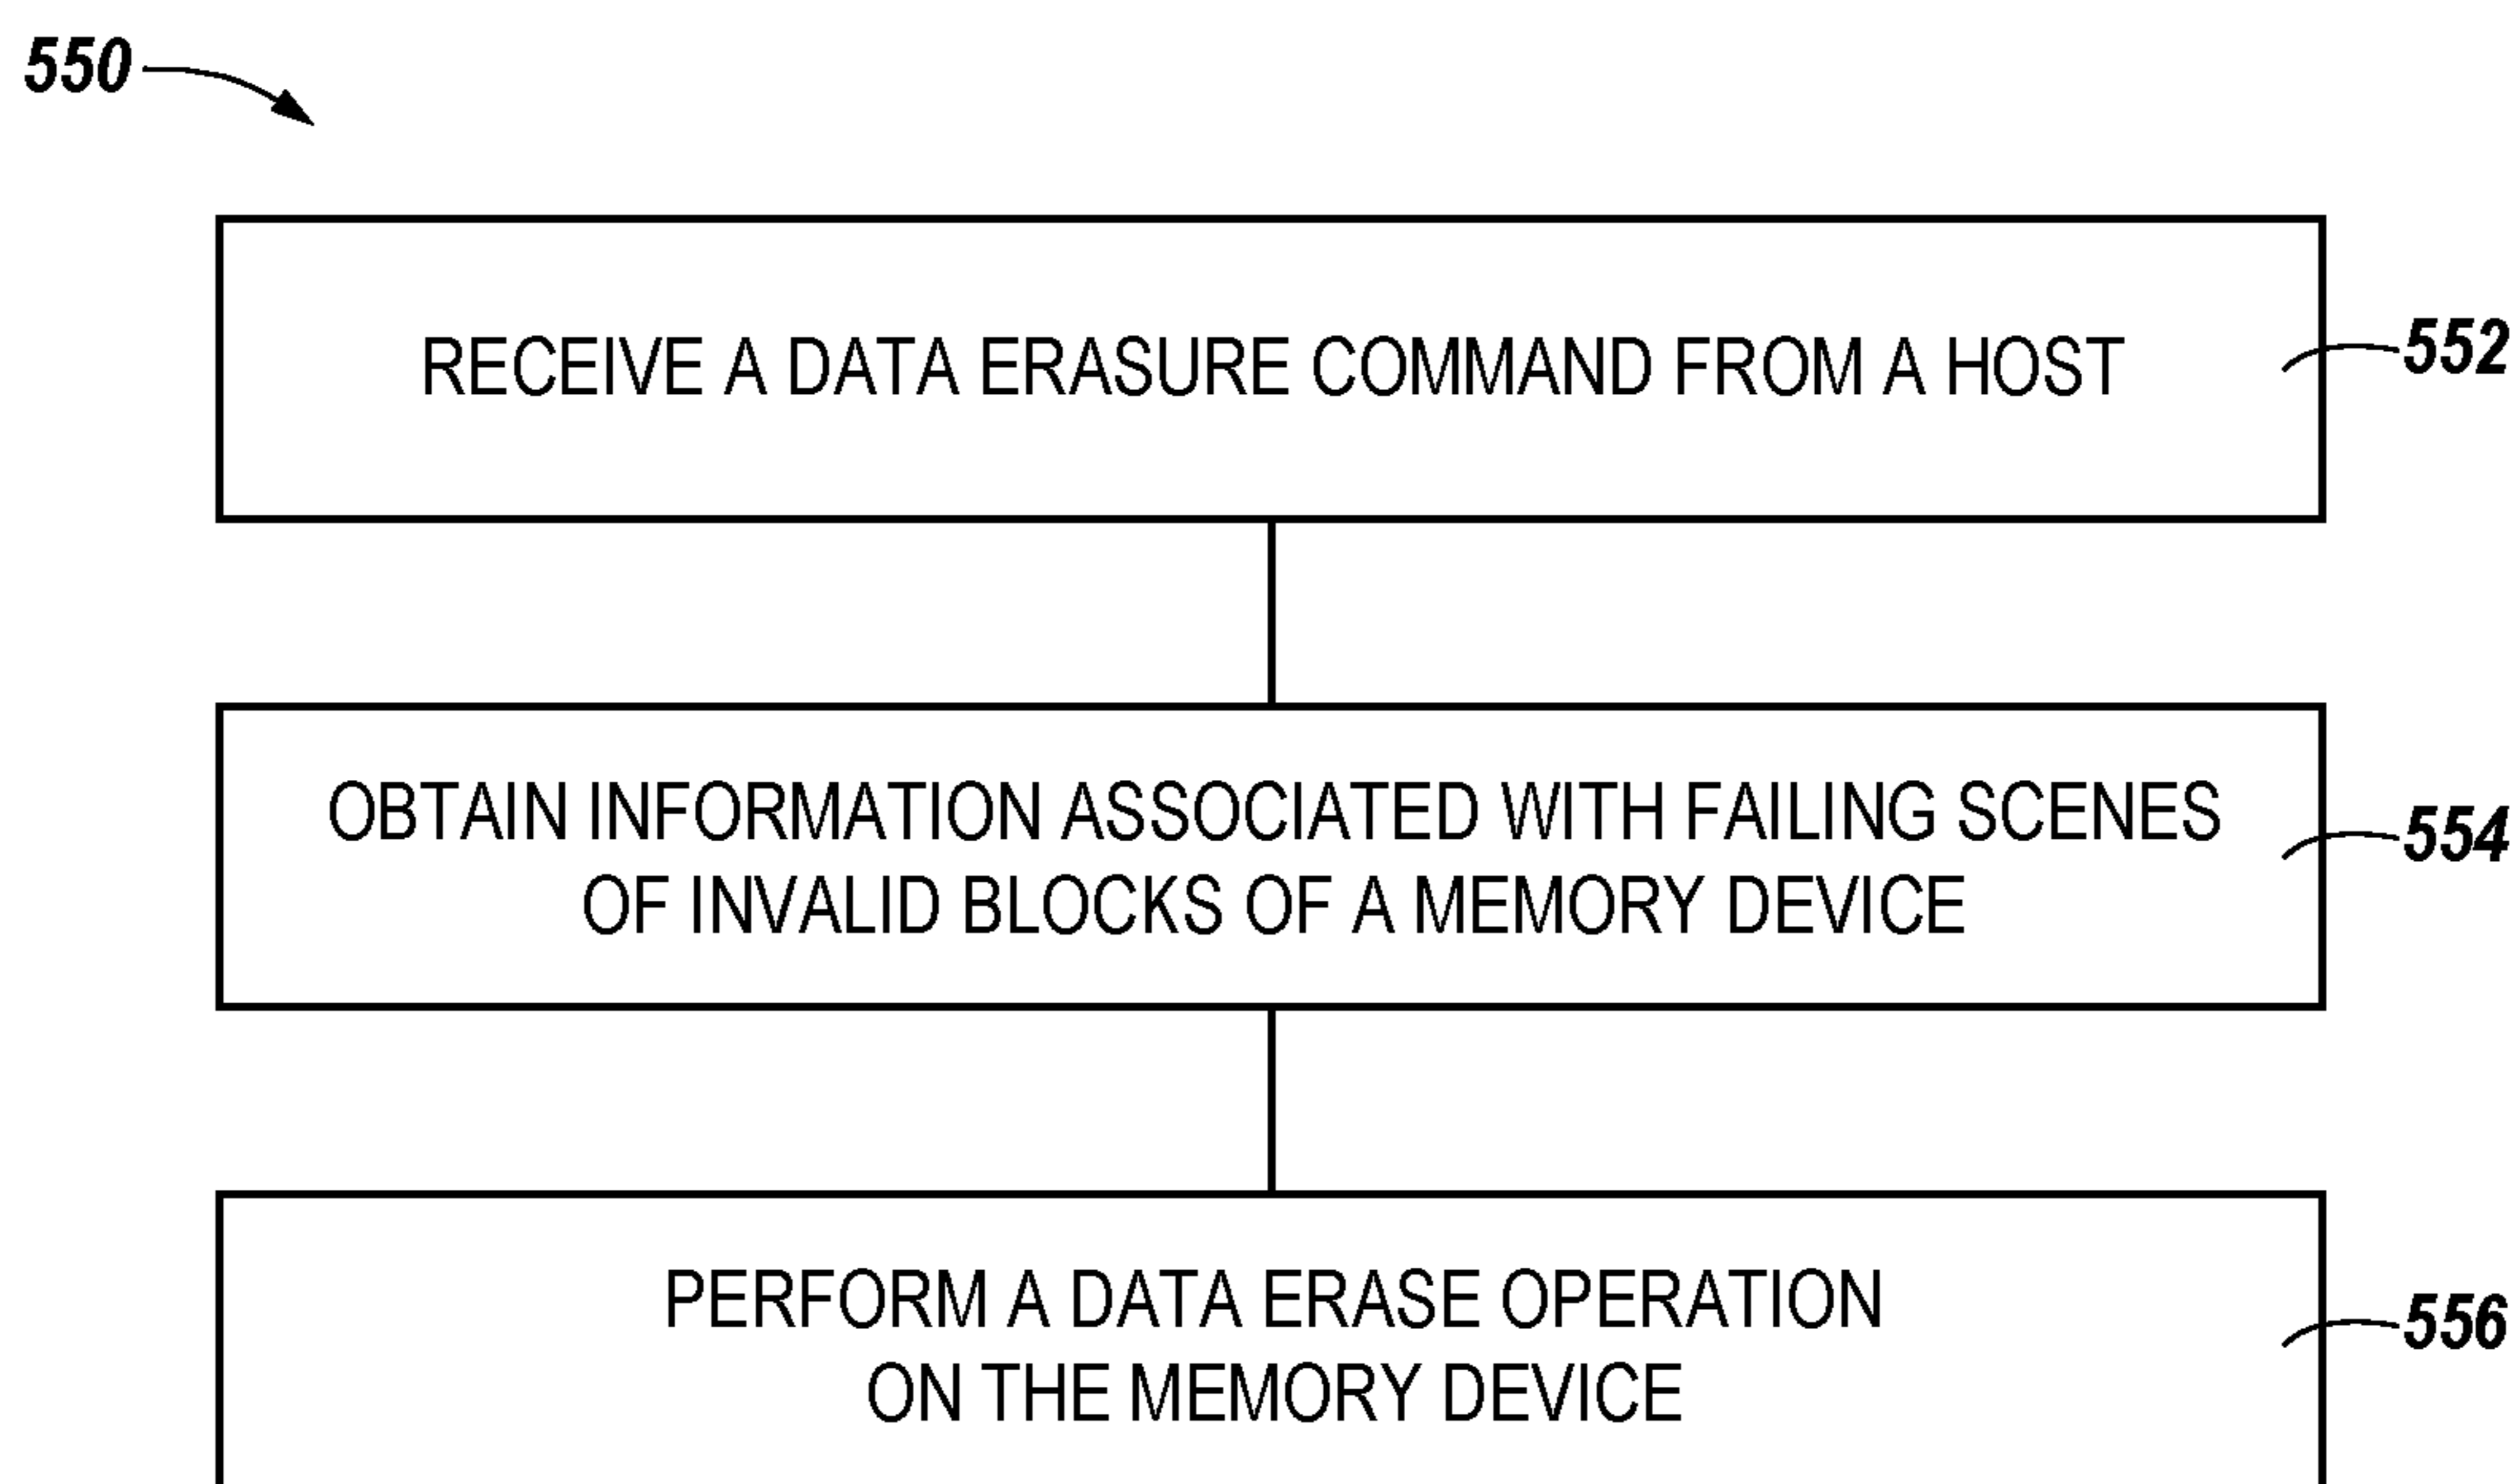 550
RECEIVE A DATA ERASURE COMMAND FROM A HOST
552
OBTAIN INFORMATION ASSOCIATED WITH FAILING SCENES
OF INVALID BLOCKS OF A MEMORY DEVICE
554
PERFORM A DATA ERASE OPERATION
ON THE MEMORY DEVICE
556